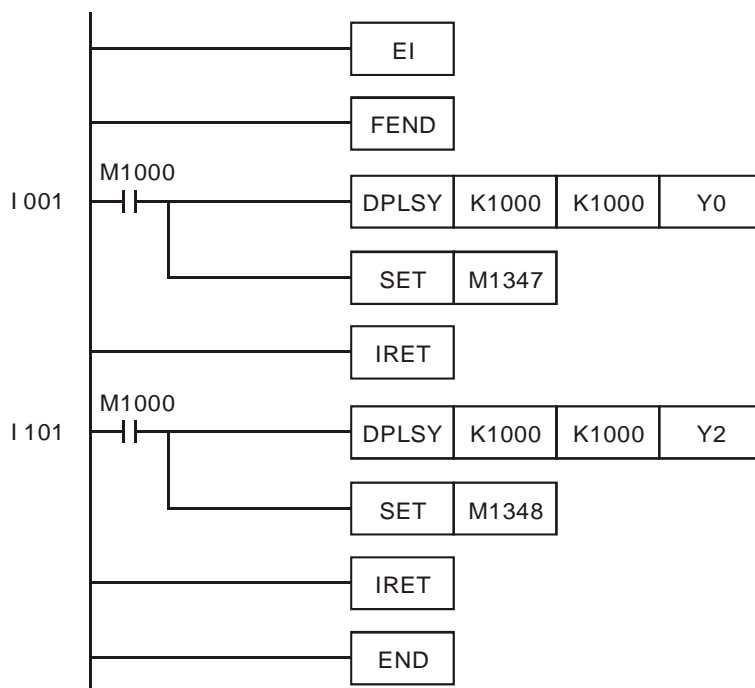 EI
FEND
M1000
I 001
DPLSY K1000 K1000 Y0
SET M1347
IRET
M1000
I 101
DPLSY K1000 K1000 Y2
SET M1348
IRET
END